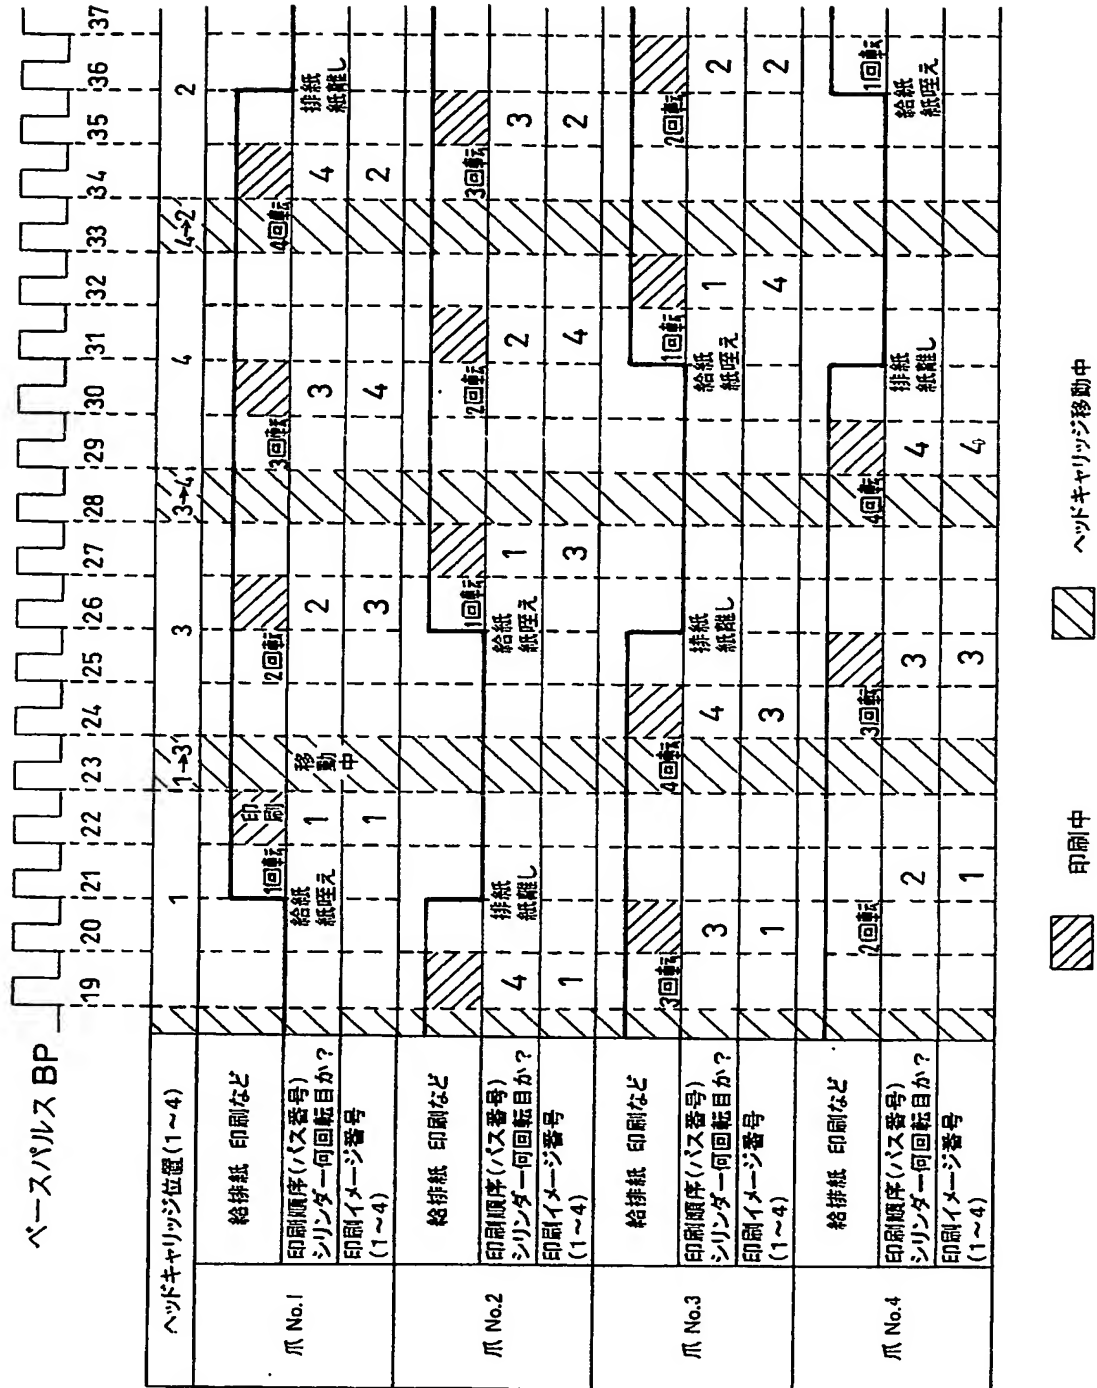 ベースパルス BP
19 20 21 22 23 24 25 26 27 28 29 30 31 32 33 34 35 36 37
ヘッドキャリッジ位置(1~4)
1 1→3 3 3→4 4 4→2 2
爪 No.1
給排紙 印刷など
1回転 印刷 2回転 3回転 4回転
印刷順序(パス番号)
シリンダー何回転目か?
給紙
紙咥え
1 移動中 2 3 4
排紙
紙離し
印刷イメージ番号
(1~4)
1 3 4 2
爪 No.2
給排紙 印刷など
1回転 2回転 3回転
印刷順序(パス番号)
シリンダー何回転目か?
4
排紙
紙離し
給紙
紙咥え
1 2 3
印刷イメージ番号
(1~4)
1 3 4 2
爪 No.3
給排紙 印刷など
3回転 4回転 1回転 2回転
印刷順序(パス番号)
シリンダー何回転目か?
3 4
排紙
紙離し
給紙
紙咥え
1 2
印刷イメージ番号
(1~4)
1 3 4 2
爪 No.4
給排紙 印刷など
2回転 3回転 4回転 1回転
印刷順序(パス番号)
シリンダー何回転目か?
2 3 4
排紙
紙離し
給紙
紙咥え
印刷イメージ番号
(1~4)
1 3 4
印刷中
ヘッドキャリッジ移動中